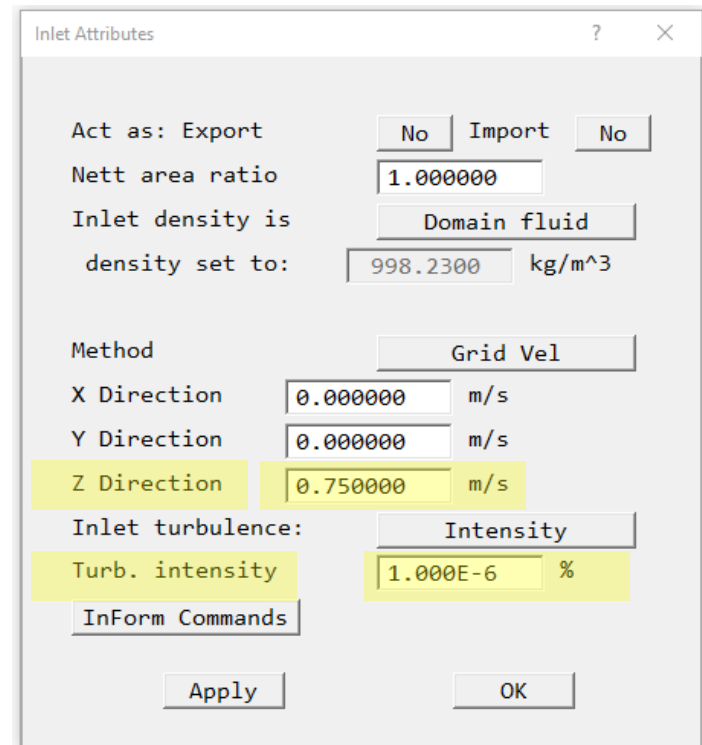 Inlet Attributes ? ×
Act as: Export No Import No
Nett area ratio 1.000000
Inlet density is Domain fluid
density set to: 998.2300 kg/m^3
Method Grid Vel
X Direction 0.000000 m/s
Y Direction 0.000000 m/s
Z Direction 0.750000 m/s
Inlet turbulence: Intensity
Turb. intensity 1.000E-6 %
InForm Commands
Apply OK